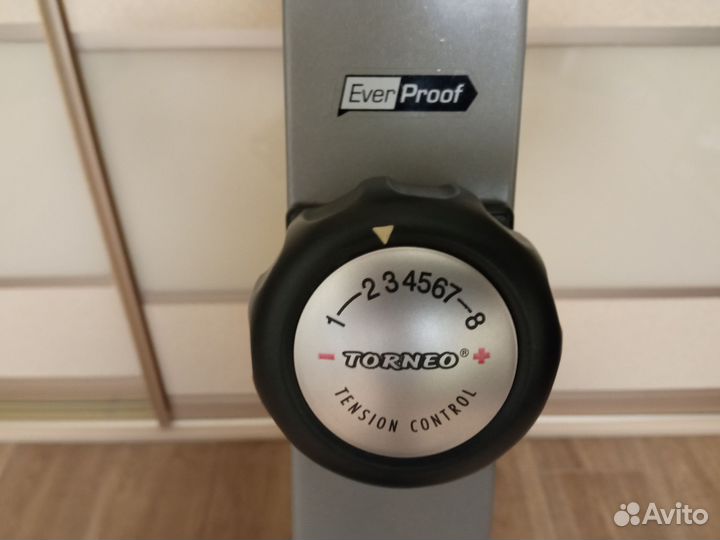 Ever Proof
1—2 3 4 5 6 7—8
- TORNEO® +
TENSION CONTROL
Avito